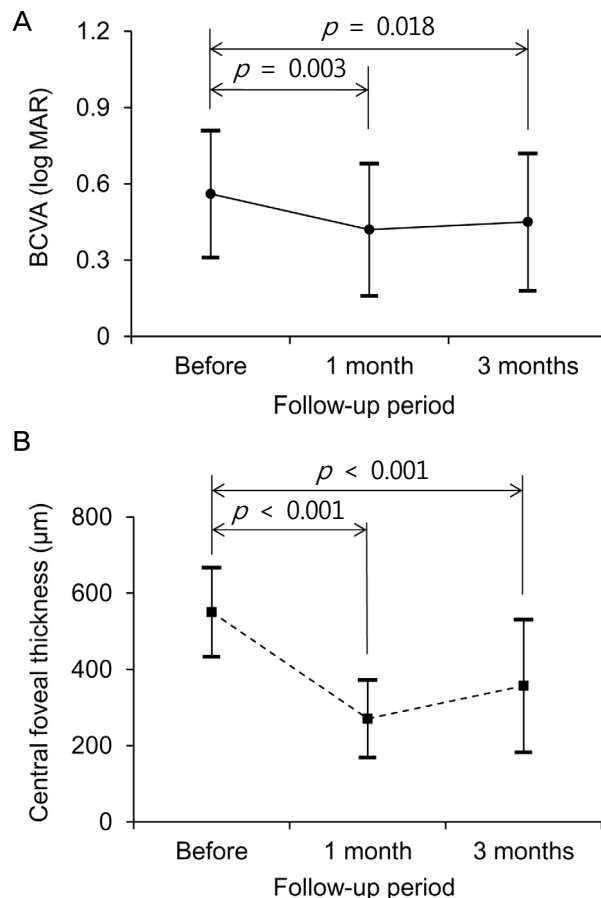 A
1.2
0.9
0.6
0.3
0
BCVA (log MAR)
p = 0.018
p = 0.003
Before
1 month
3 months
Follow-up period
B
800
600
400
200
0
Central foveal thickness (µm)
p < 0.001
p < 0.001
Before
1 month
3 months
Follow-up period